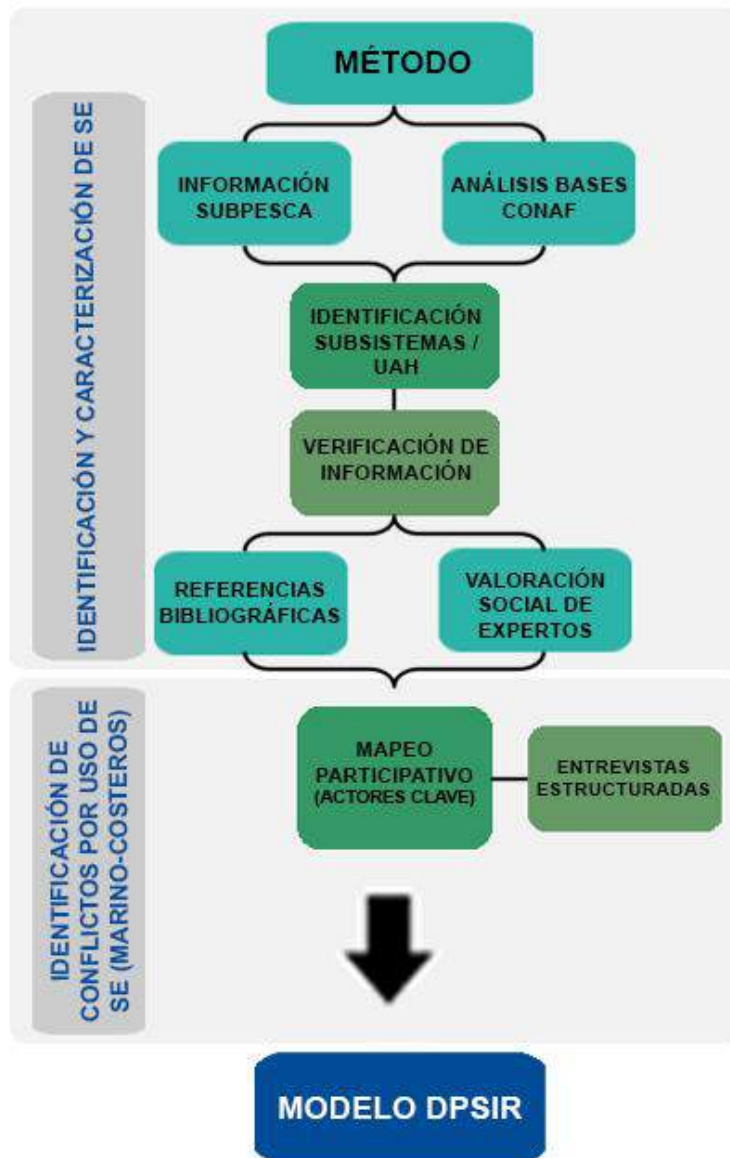 MÉTODO
IDENTIFICACIÓN Y CARACTERIZACIÓN DE SE
INFORMACIÓN
SUBPESCA
ANÁLISIS BASES
CONAF
IDENTIFICACIÓN
SUBSISTEMAS /
UAH
VERIFICACIÓN DE
INFORMACIÓN
REFERENCIAS
BIBLIOGRÁFICAS
VALORACIÓN
SOCIAL DE
EXPERTOS
IDENTIFICACIÓN DE
CONFLICTOS POR USO DE
SE (MARINO-COSTEROS)
MAPEO
PARTICIPATIVO
(ACTORES CLAVE)
ENTREVISTAS
ESTRUCTURADAS
MODELO DPSIR